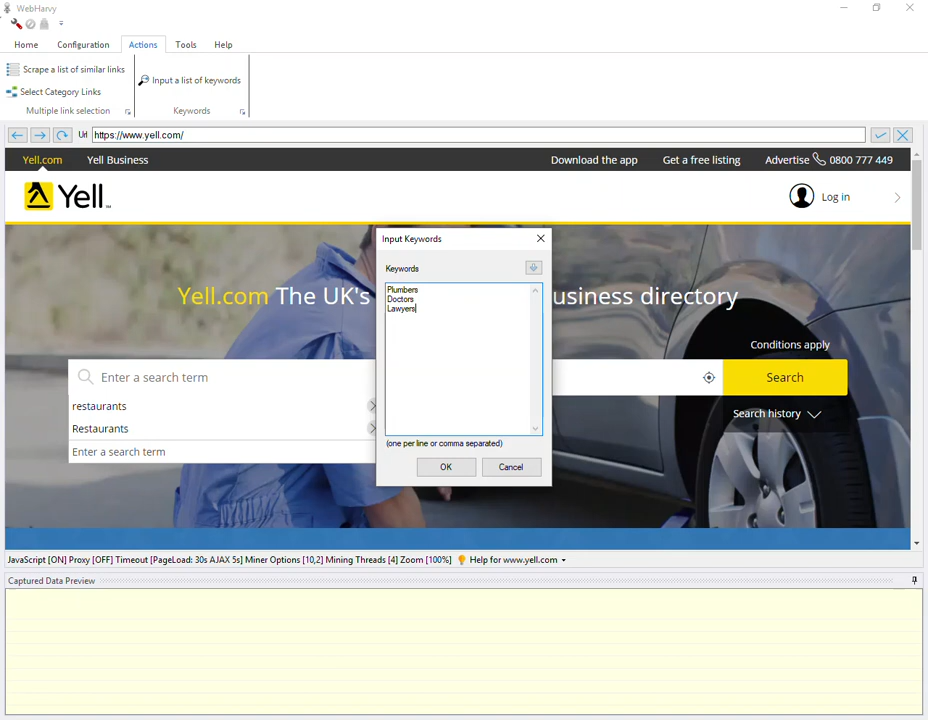 WebHarvy
Home Configuration Actions Tools Help
Scrape a list of similar links
Select Category Links
Multiple link selection
Input a list of keywords
Keywords
Url https://www.yell.com/
Yell.com Yell Business Download the app Get a free listing Advertise 0800 777 449
Yell Log in
Yell.com The UK's usiness directory
Conditions apply
Enter a search term Search
restaurants
Restaurants
Enter a search term
Search history
Input Keywords
Keywords
Plumbers
Doctors
Lawyers
(one per line or comma separated)
OK Cancel
JavaScript [ON] Proxy [OFF] Timeout [PageLoad: 30s AJAX 5s] Miner Options [10,2] Mining Threads [4] Zoom [100%] Help for www.yell.com
Captured Data Preview